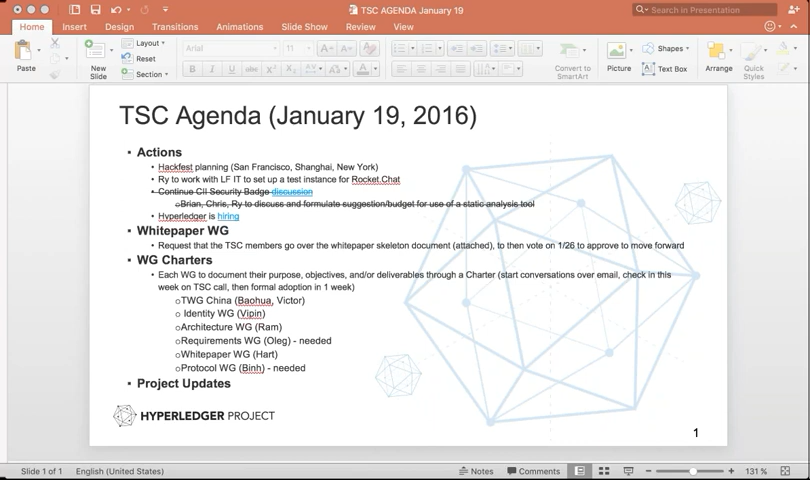 TSC AGENDA January 19
Search in Presentation
Home Insert Design Transitions Animations Slide Show Review View
Paste
New Slide
Layout
Reset
Section
Arial
11
A A
B I U abc X X AV Aa A
Convert to SmartArt
Picture
Shapes
Text Box
Arrange
Quick Styles
TSC Agenda (January 19, 2016)
Actions
Hackfest planning (San Francisco, Shanghai, New York)
Ry to work with LF IT to set up a test instance for Rocket.Chat
Continue CII Security Badge discussion
Brian, Chris, Ry to discuss and formulate suggestion/budget for use of a static analysis tool
Hyperledger is hiring
Whitepaper WG
Request that the TSC members go over the whitepaper skeleton document (attached), to then vote on 1/26 to approve to move forward
WG Charters
Each WG to document their purpose, objectives, and/or deliverables through a Charter (start conversations over email, check in this
week on TSC call, then formal adoption in 1 week)
TWG China (Baohua, Victor)
Identity WG (Vipin)
Architecture WG (Ram)
Requirements WG (Oleg) - needed
Whitepaper WG (Hart)
Protocol WG (Binh) - needed
Project Updates
HYPERLEDGER PROJECT
1
Slide 1 of 1 English (United States) Notes Comments 131 %